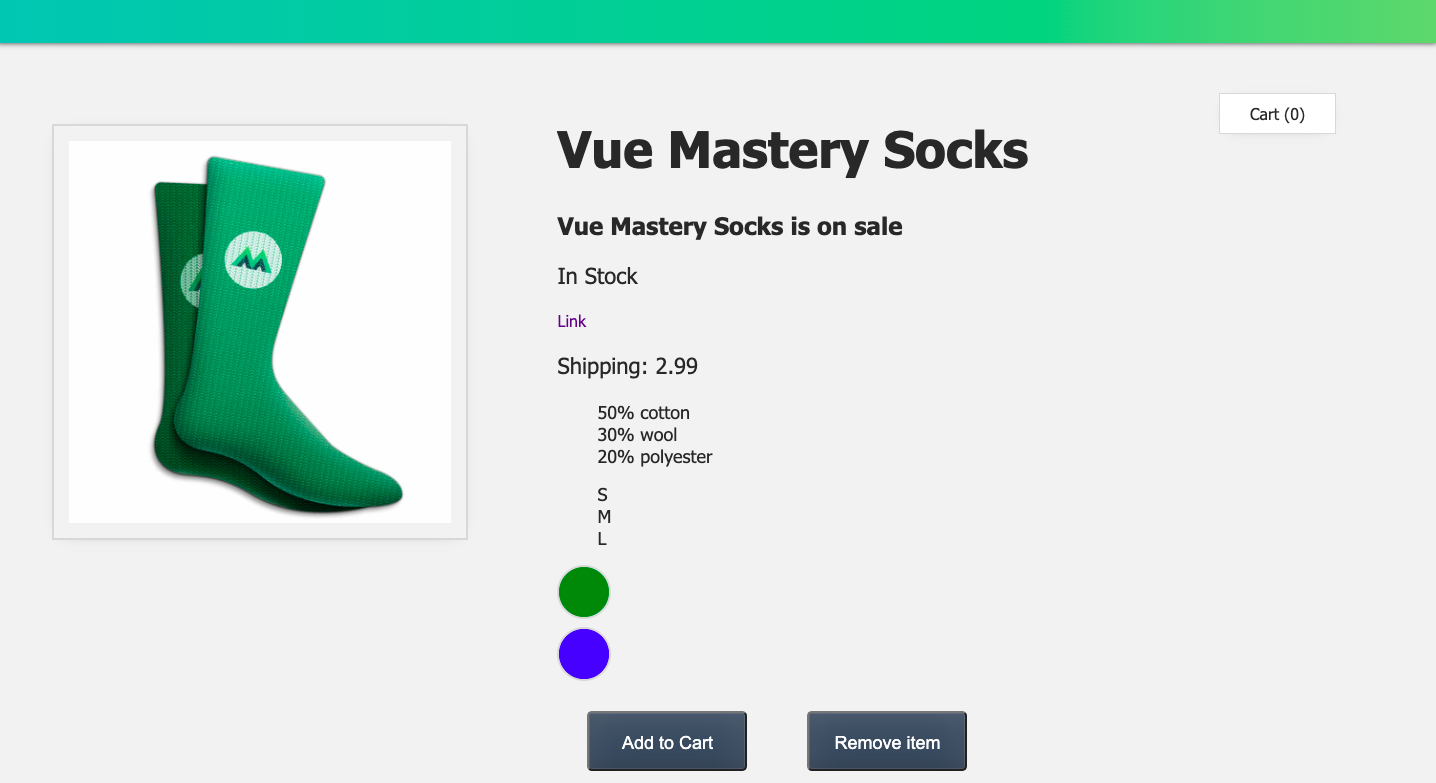 Cart (0)
Vue Mastery Socks
Vue Mastery Socks is on sale
In Stock
Link
Shipping: 2.99
50% cotton
30% wool
20% polyester
S
M
L
Add to Cart
Remove item